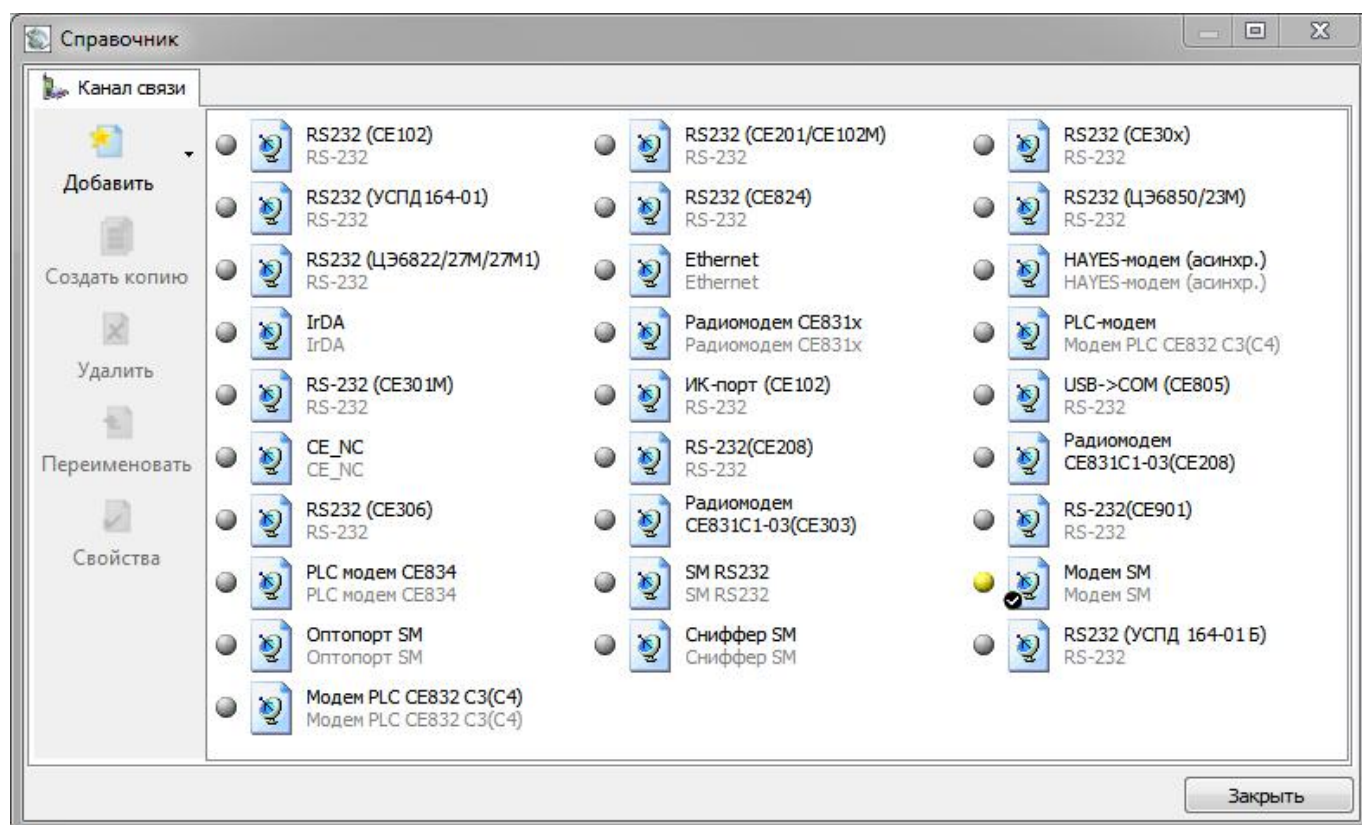 Справочник
Канал связи
Добавить
Создать копию
Удалить
Переименовать
Свойства
RS232 (CE102)
RS-232
RS232 (CE201/CE102M)
RS-232
RS232 (CE30x)
RS-232
RS232 (УСПД164-01)
RS-232
RS232 (CE824)
RS-232
RS232 (ЦЭ6850/23М)
RS-232
RS232 (ЦЭ6822/27М/27М1)
RS-232
Ethernet
Ethernet
HAYES-модем (асинхр.)
HAYES-модем (асинхр.)
IrDA
IrDA
Радиомодем CE831x
Радиомодем CE831x
PLC-модем
Модем PLC CE832 C3(C4)
RS-232 (CE301M)
RS-232
ИК-порт (CE102)
RS-232
USB->COM (CE805)
RS-232
CE_NC
CE_NC
RS-232(CE208)
RS-232
Радиомодем
CE831C1-03(CE208)
RS232 (CE306)
RS-232
Радиомодем
CE831C1-03(CE303)
RS-232(CE901)
RS-232
PLC модем CE834
PLC модем CE834
SM RS232
SM RS232
Модем SM
Модем SM
Оптопорт SM
Оптопорт SM
Сниффер SM
Сниффер SM
RS232 (УСПД 164-01Б)
RS-232
Модем PLC CE832 C3(C4)
Модем PLC CE832 C3(C4)
Закрыть